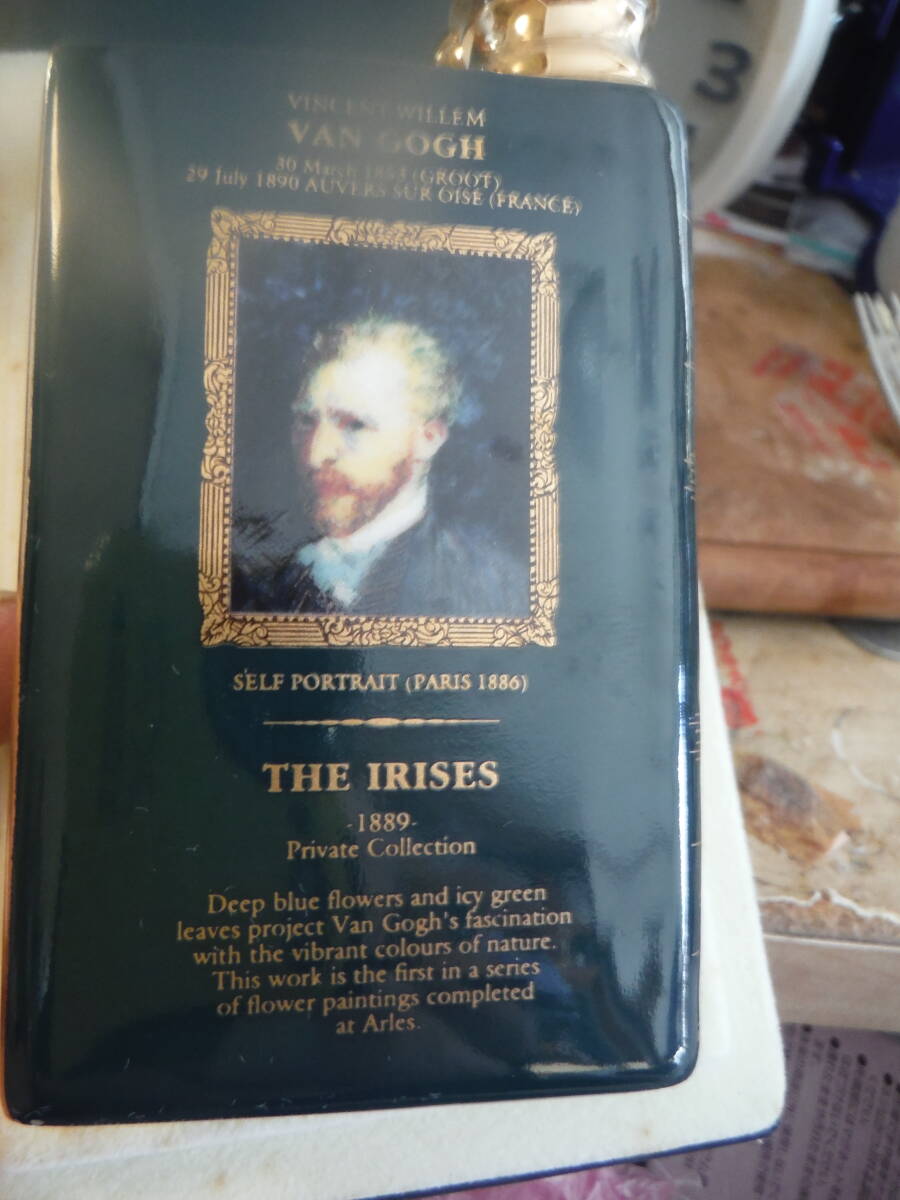 VINCENT WILLEM
VAN GOGH
30 March 1853 (GROOT)
29 July 1890 AUVERS SUR OISE (FRANCE)
SELF PORTRAIT (PARIS 1886)
THE IRISES
-1889-
Private Collection
Deep blue flowers and icy green
leaves project Van Gogh's fascination
with the vibrant colours of nature.
This work is the first in a series
of flower paintings completed
at Arles.
3